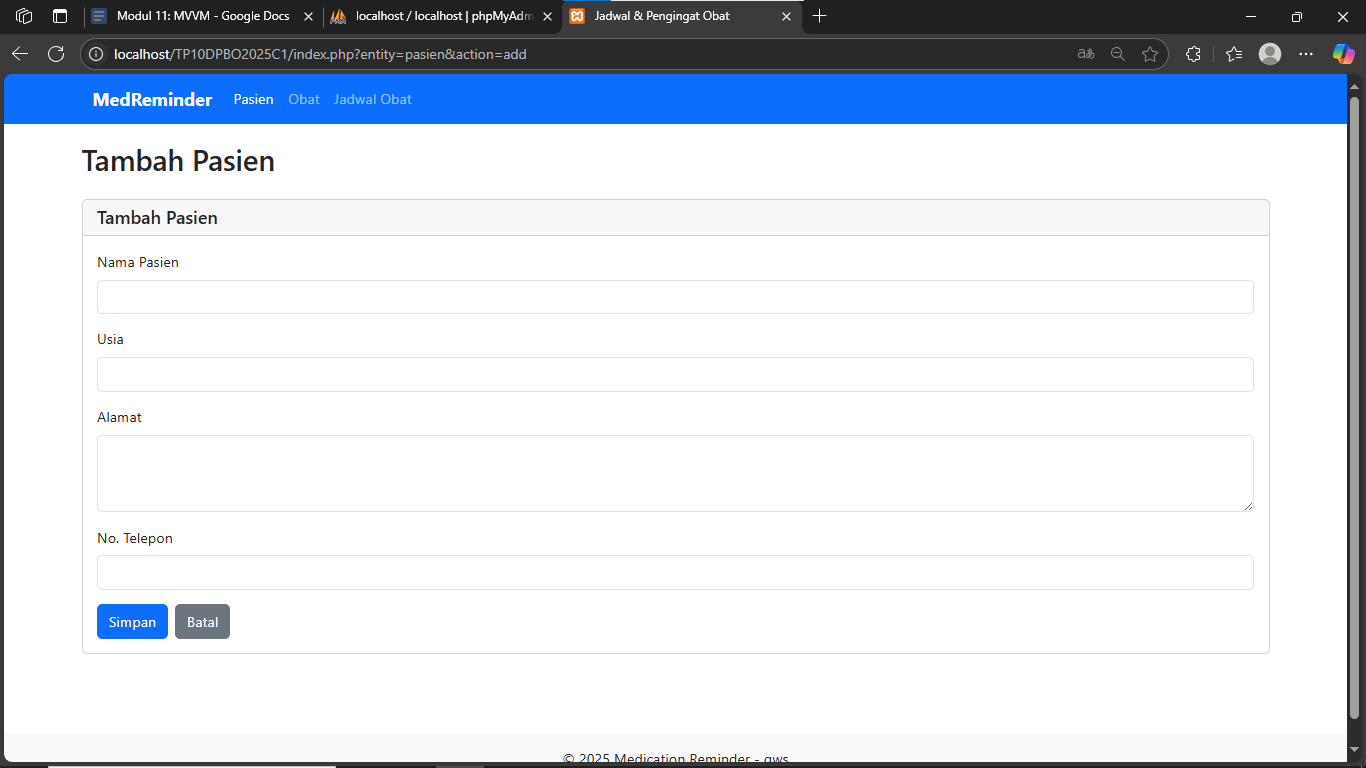 Modul 11: MVVM - Google Docs
localhost / localhost | phpMyAdm
Jadwal & Pengingat Obat
localhost/TP10DPBO2025C1/index.php?entity=pasien&action=add
MedReminder Pasien Obat Jadwal Obat
Tambah Pasien
Tambah Pasien
Nama Pasien
Usia
Alamat
No. Telepon
Simpan Batal
© 2025 Medication Reminder - gws